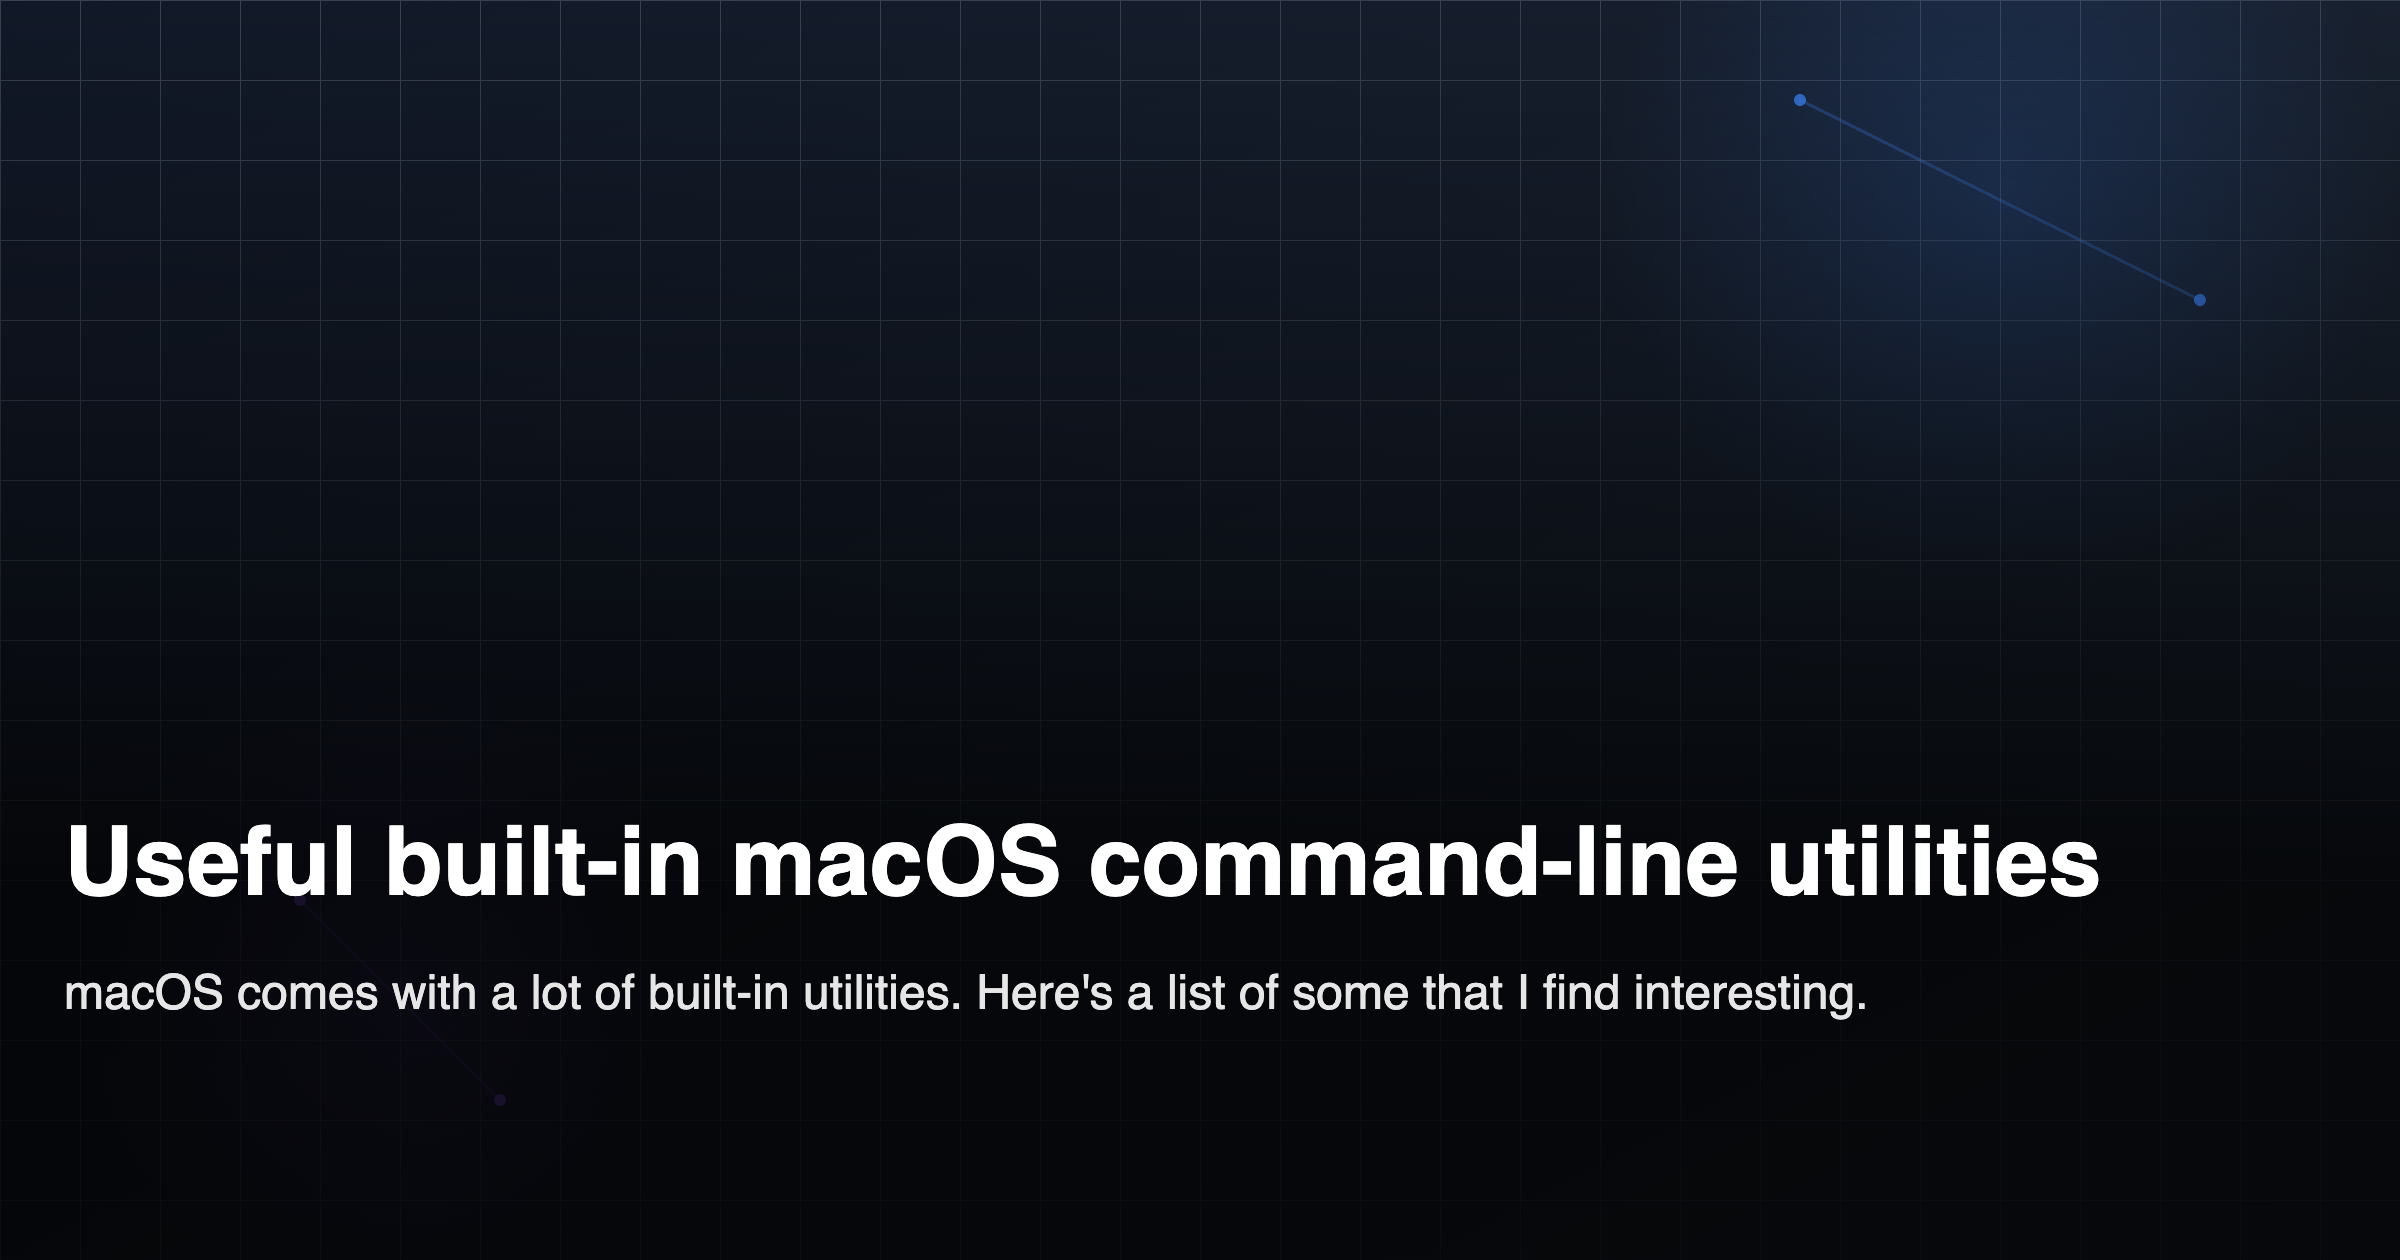 Useful built-in macOS command-line utilities
macOS comes with a lot of built-in utilities. Here's a list of some that I find interesting.